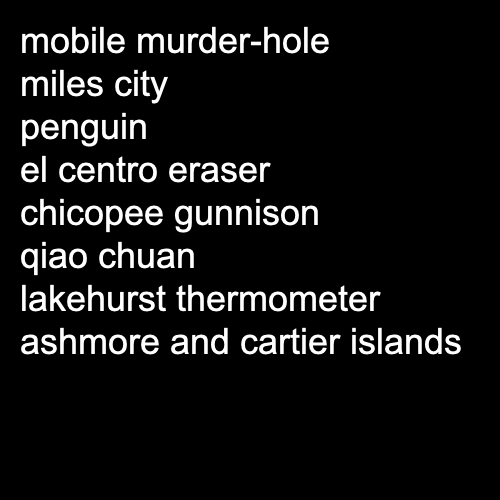 mobile murder-hole
miles city
penguin
el centro eraser
chicopee gunnison
qiao chuan
lakehurst thermometer
ashmore and cartier islands